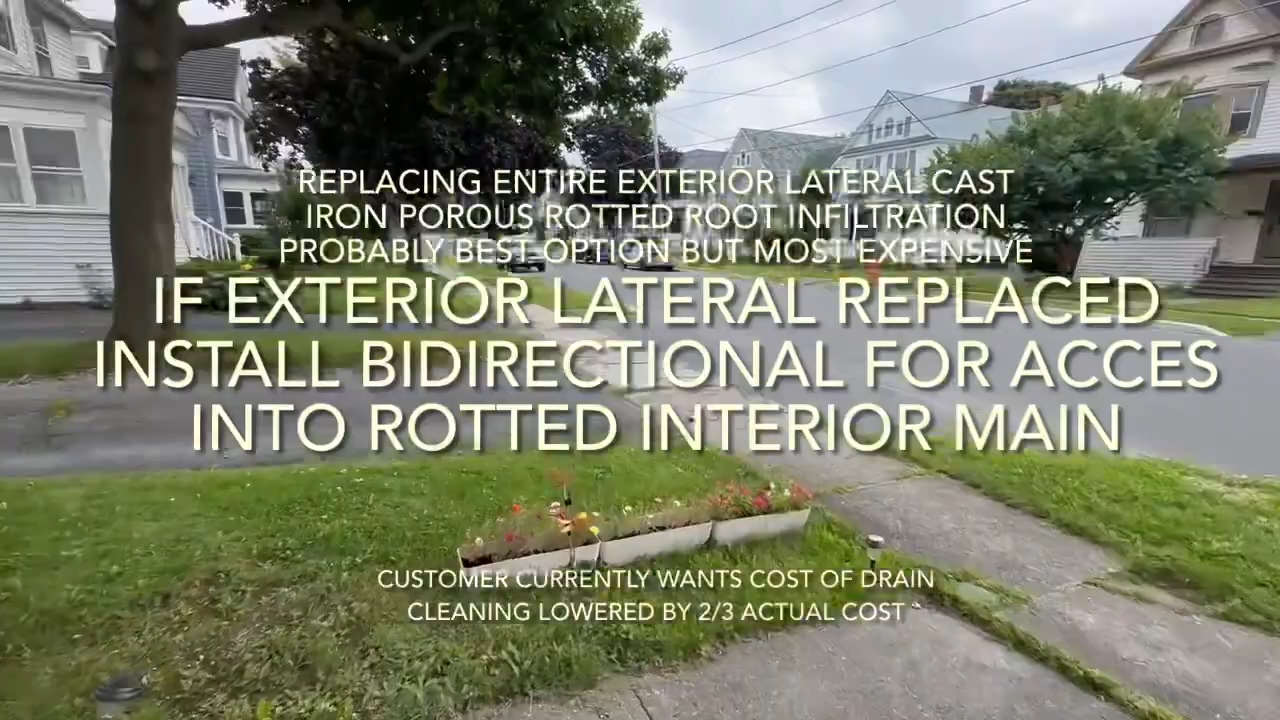 REPLACING ENTIRE EXTERIOR LATERAL CAST
IRON POROUS ROTTED ROOT INFILTRATION
PROBABLY BEST OPTION BUT MOST EXPENSIVE
IF EXTERIOR LATERAL REPLACED
INSTALL BIDIRECTIONAL FOR ACCES
INTO ROTTED INTERIOR MAIN
CUSTOMER CURRENTLY WANTS COST OF DRAIN
CLEANING LOWERED BY 2/3 ACTUAL COST